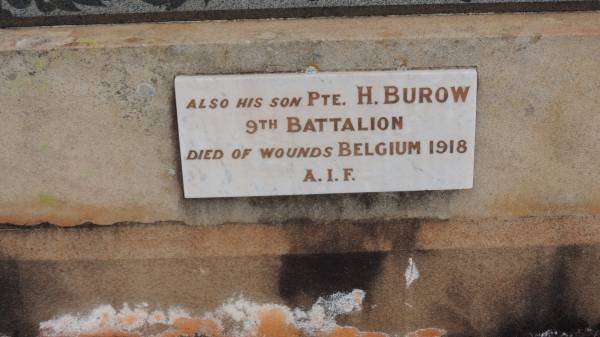 ALSO HIS SON PTE. H. BUROW
9TH BATTALION
DIED OF WOUNDS BELGIUM 1918
A.I.F.